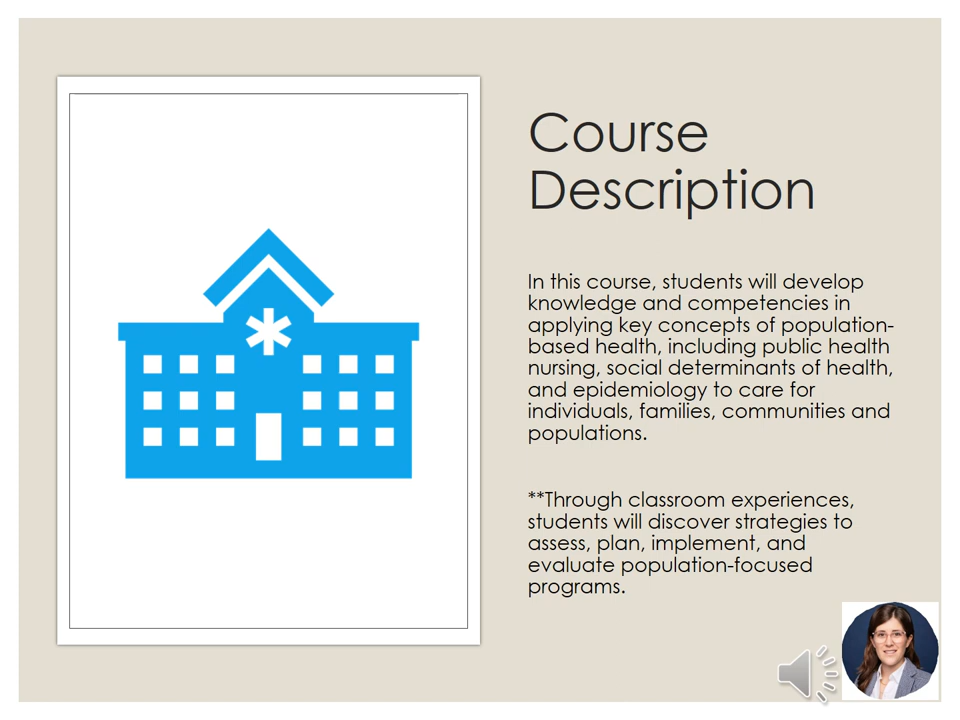 Course
Description
In this course, students will develop
knowledge and competencies in
applying key concepts of population-
based health, including public health
nursing, social determinants of health,
and epidemiology to care for
individuals, families, communities and
populations.
**Through classroom experiences,
students will discover strategies to
assess, plan, implement, and
evaluate population-focused
programs.